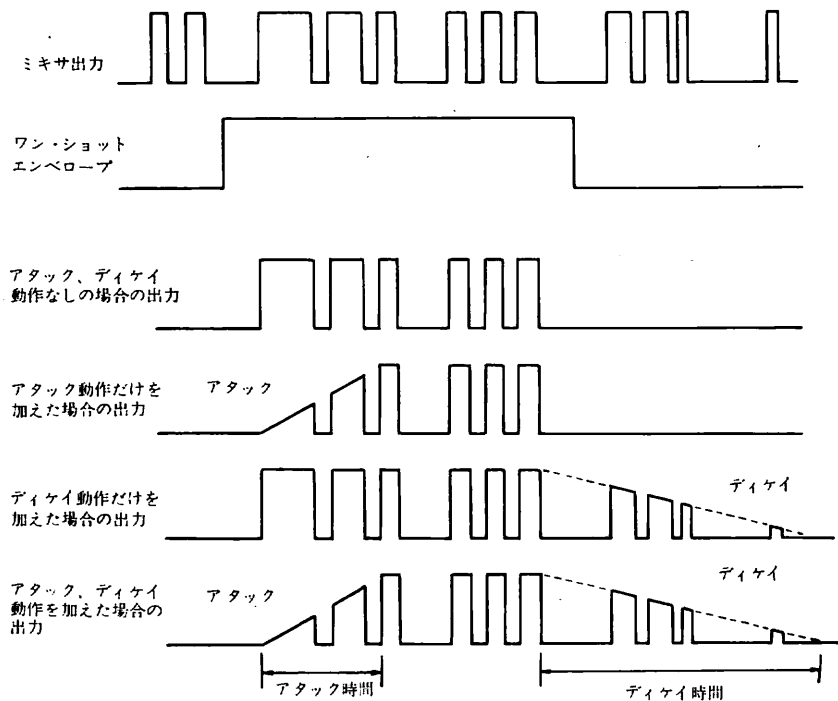 ミキサ出力
ワン・ショット
エンベロープ
アタック、ディケイ
動作なしの場合の出力
アタック動作だけを
加えた場合の出力
アタック
ディケイ動作だけを
加えた場合の出力
ディケイ
アタック、ディケイ
動作を加えた場合の
出力
アタック
ディケイ
アタック時間
ディケイ時間